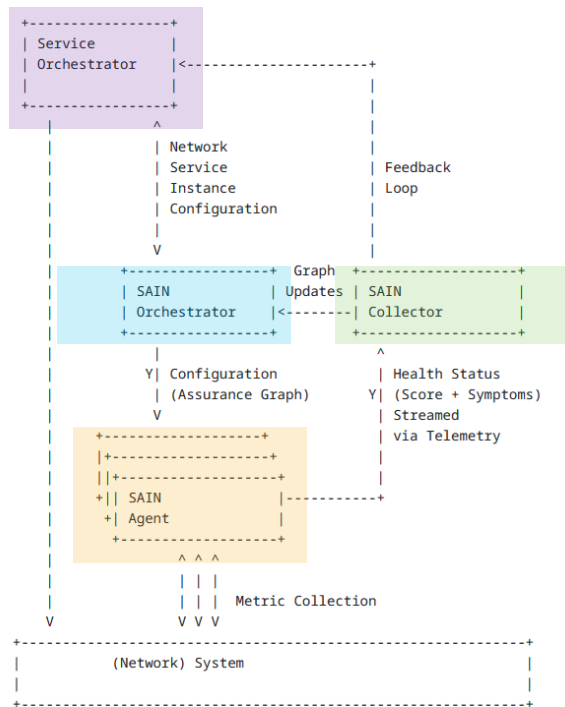 Service
Orchestrator
Network
Service
Instance
Configuration
Feedback
Loop
SAIN
Orchestrator
Graph
Updates
SAIN
Collector
Y| Configuration
(Assurance Graph)
Health Status
Y| (Score + Symptoms)
Streamed
via Telemetry
SAIN
Agent
Metric Collection
(Network) System